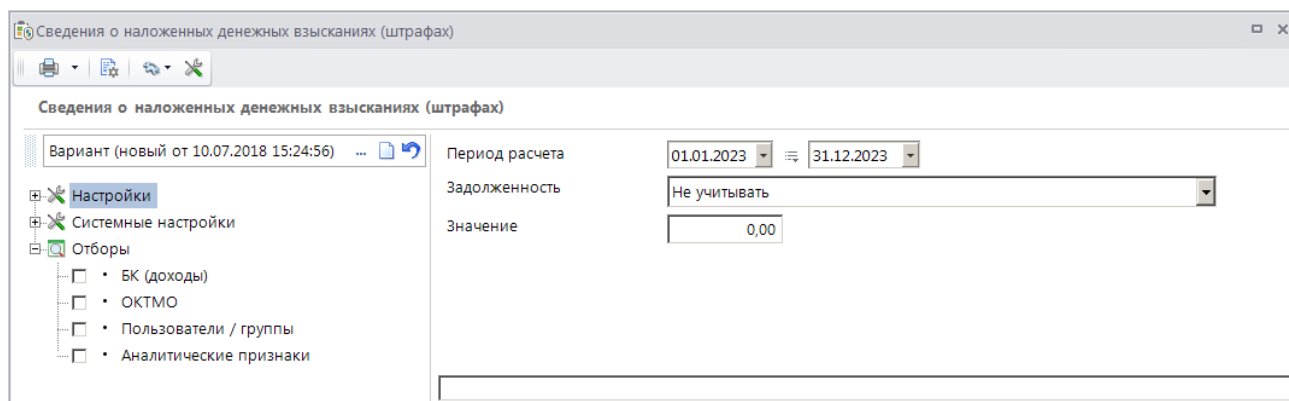 Сведения о наложенных денежных взысканиях (штрафах)
Сведения о наложенных денежных взысканиях (штрафах)
Вариант (новый от 10.07.2018 15:24:56) ...
Период расчета 01.01.2023 31.12.2023
Задолженность Не учитывать
Настройки
Системные настройки
Значение 0,00
Отборы
БК (доходы)
ОКТМО
Пользователи / группы
Аналитические признаки